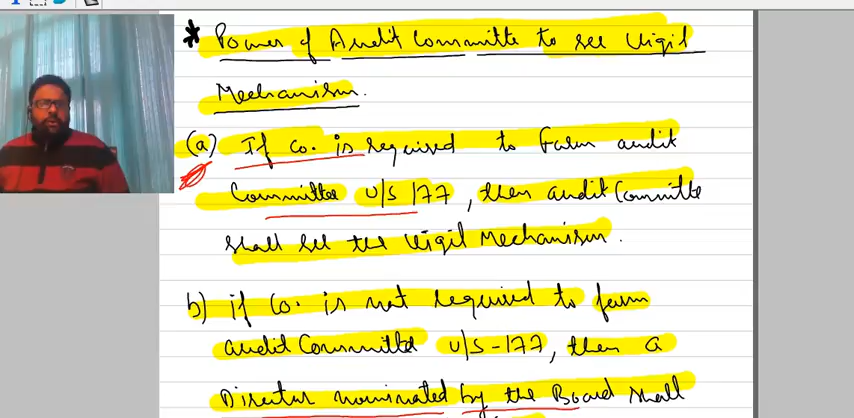 * Power of Audit Committe to see Vigil
Mechanism.
(a) If Co. is required to Form audit
Committee U/S 177, then audit Committe
shall see the Vigil Mechanism.
b) if Co. is not required to form
audit Committee U/S-177, then a
Director nominated by the Board shall